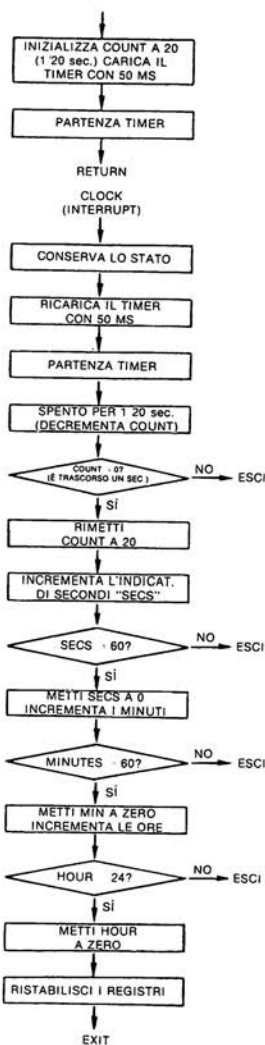 INIZIALIZZA COUNT A 20
(1 20 sec.) CARICA IL
TIMER CON 50 MS
PARTENZA TIMER
RETURN
CLOCK
(INTERRUPT)
CONSERVA LO STATO
RICARICA IL TIMER
CON 50 MS
PARTENZA TIMER
SPENTO PER 1 20 sec.
(DECREMENTA COUNT)
COUNT - 0?
(È TRASCORSO UN SEC)
NO
ESCI
SÍ
RIMETTI
COUNT A 20
INCREMENTA L'INDICAT.
DI SECONDI "SECS"
SECS - 60?
NO
ESCI
SÍ
METTI SECS A 0
INCREMENTA I MINUTI
MINUTES - 60?
NO
ESCI
SÍ
METTI MIN A ZERO
INCREMENTA LE ORE
HOUR 24?
NO
ESCI
SÍ
METTI HOUR
A ZERO
RISTABILISCI I REGISTRI
EXIT